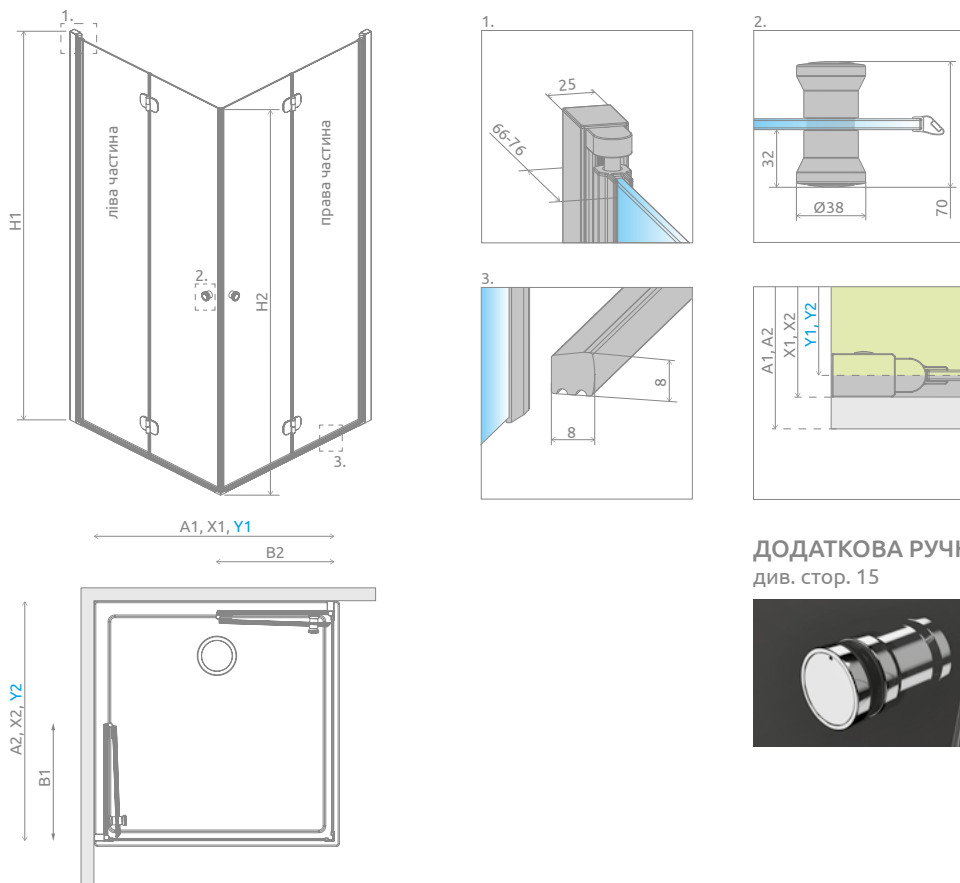 1.
H1
ліва частина
права частина
2.
H2
3.
1.
25
66-76
2.
32
Ø38
70
3.
8
8
A1, A2
X1, X2
Y1, Y2
A1, X1, Y1
B2
A2, X2, Y2
B1
ДОДАТКОВА
див. стор. 15